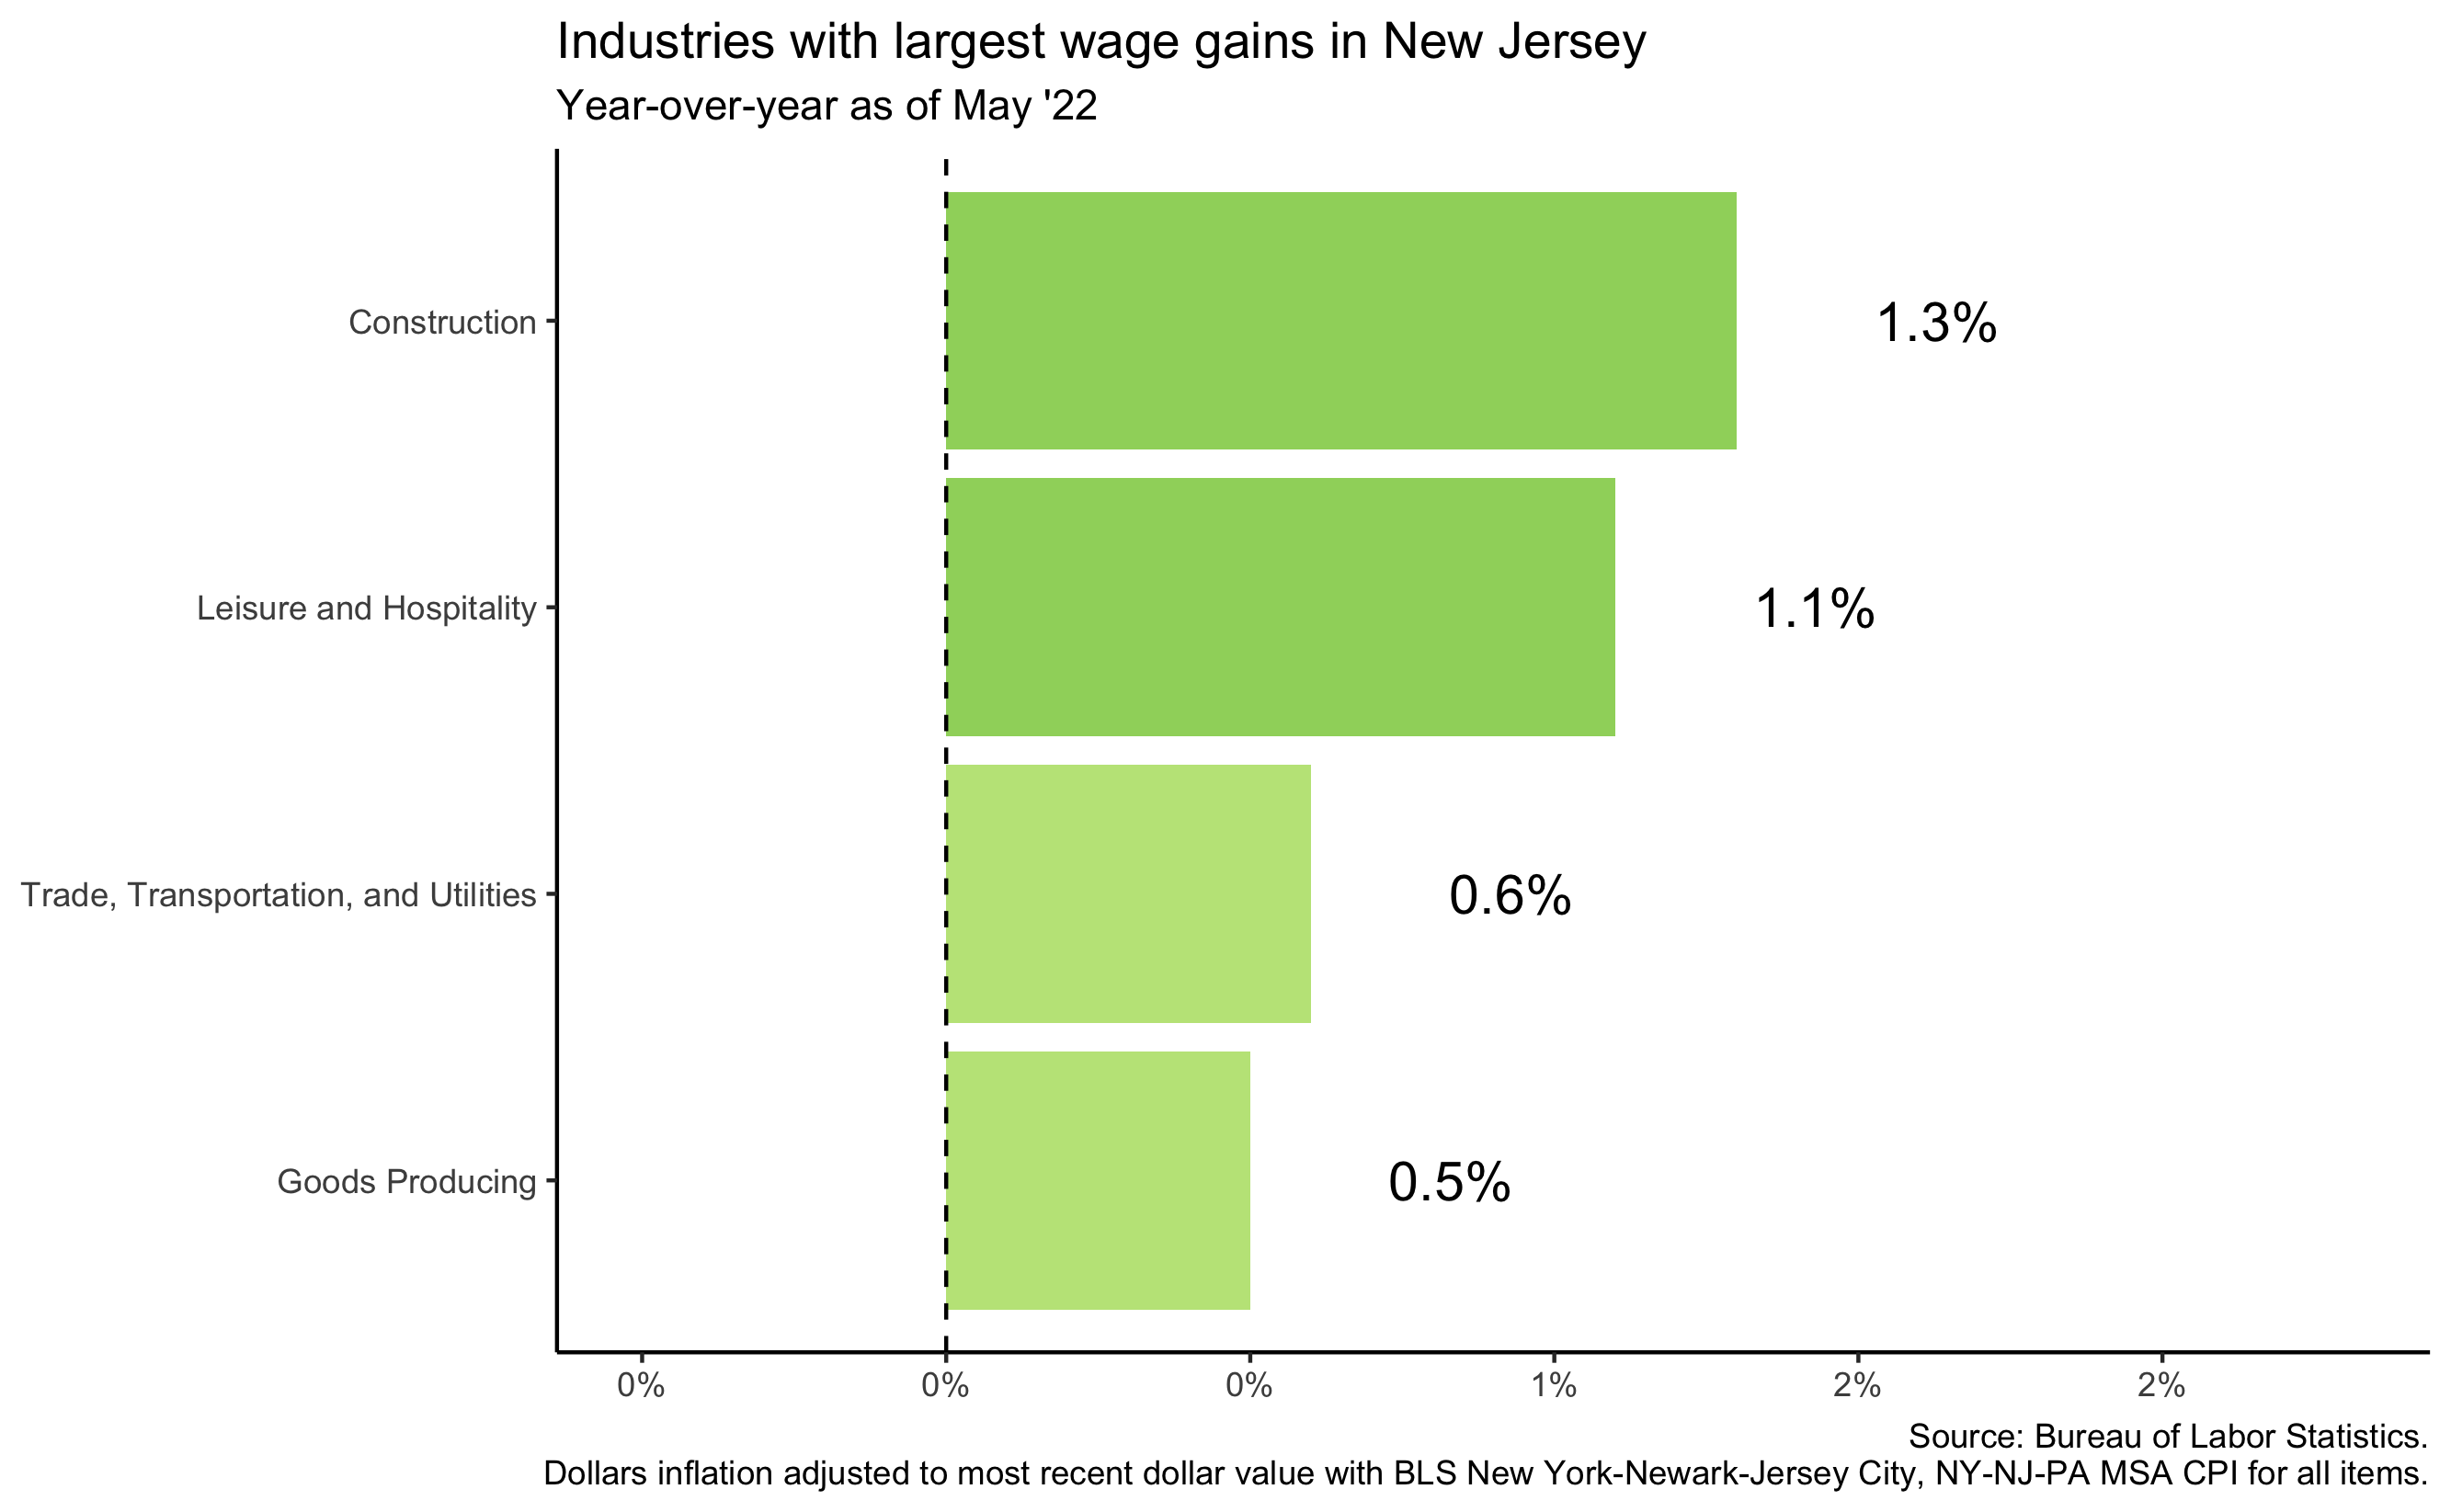 Industries with largest wage gains in New Jersey
Year-over-year as of May '22
Construction
1.3%
Leisure and Hospitality
1.1%
Trade, Transportation, and Utilities
0.6%
Goods Producing
0.5%
0% 0% 0% 1% 2% 2%
Source: Bureau of Labor Statistics.
Dollars inflation adjusted to most recent dollar value with BLS New York-Newark-Jersey City, NY-NJ-PA MSA CPI for all items.